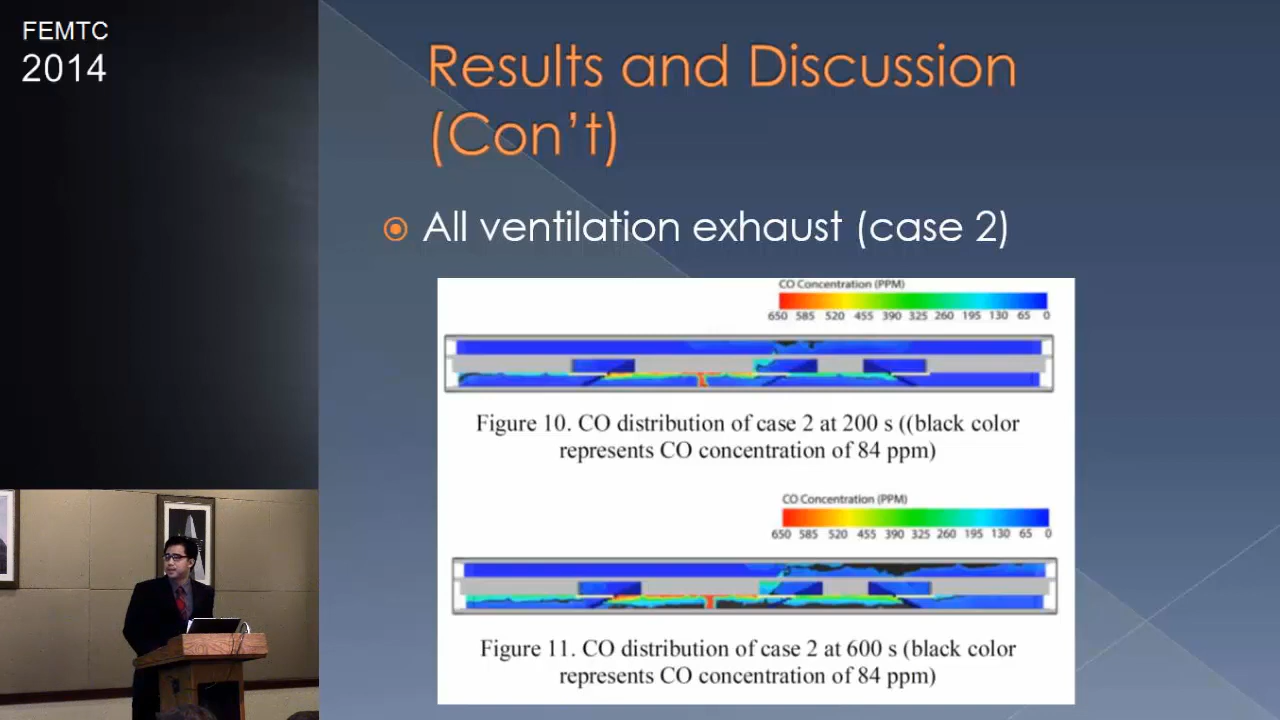 FEMTC
2014
Results and Discussion
(Con't)
All ventilation exhaust (case 2)
CO Concentration (PPM)
650 585 520 455 390 325 260 195 130 65 0
Figure 10. CO distribution of case 2 at 200 s ((black color
represents CO concentration of 84 ppm)
CO Concentration (PPM)
650 585 520 455 390 325 260 195 130 65 0
Figure 11. CO distribution of case 2 at 600 s (black color
represents CO concentration of 84 ppm)